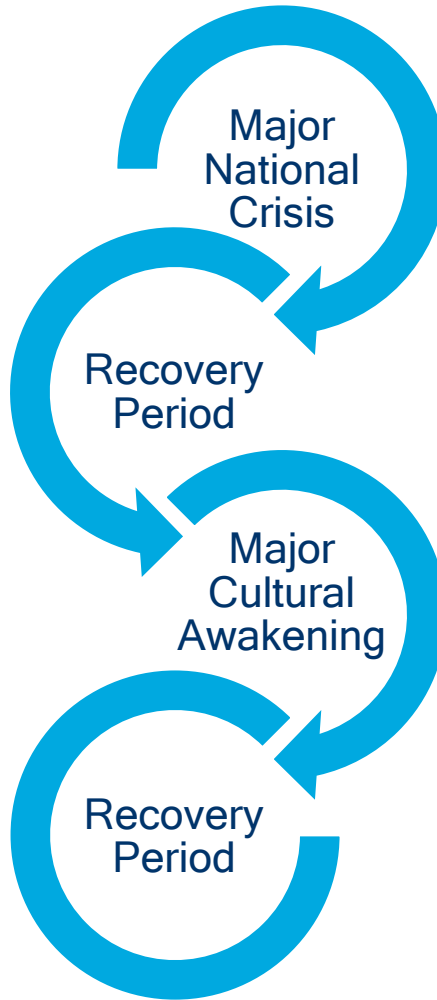 Major
National
Crisis
Recovery
Period
Major
Cultural
Awakening
Recovery
Period